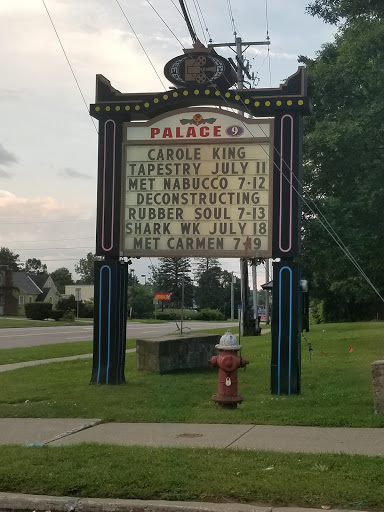 PALACE 9
CAROLE KING
TAPESTRY JULY 11
MET NABUCCO 7-12
DECONSTRUCTING
RUBBER SOUL 7-13
SHARK WK JULY 18
MET CARMEN 7-19